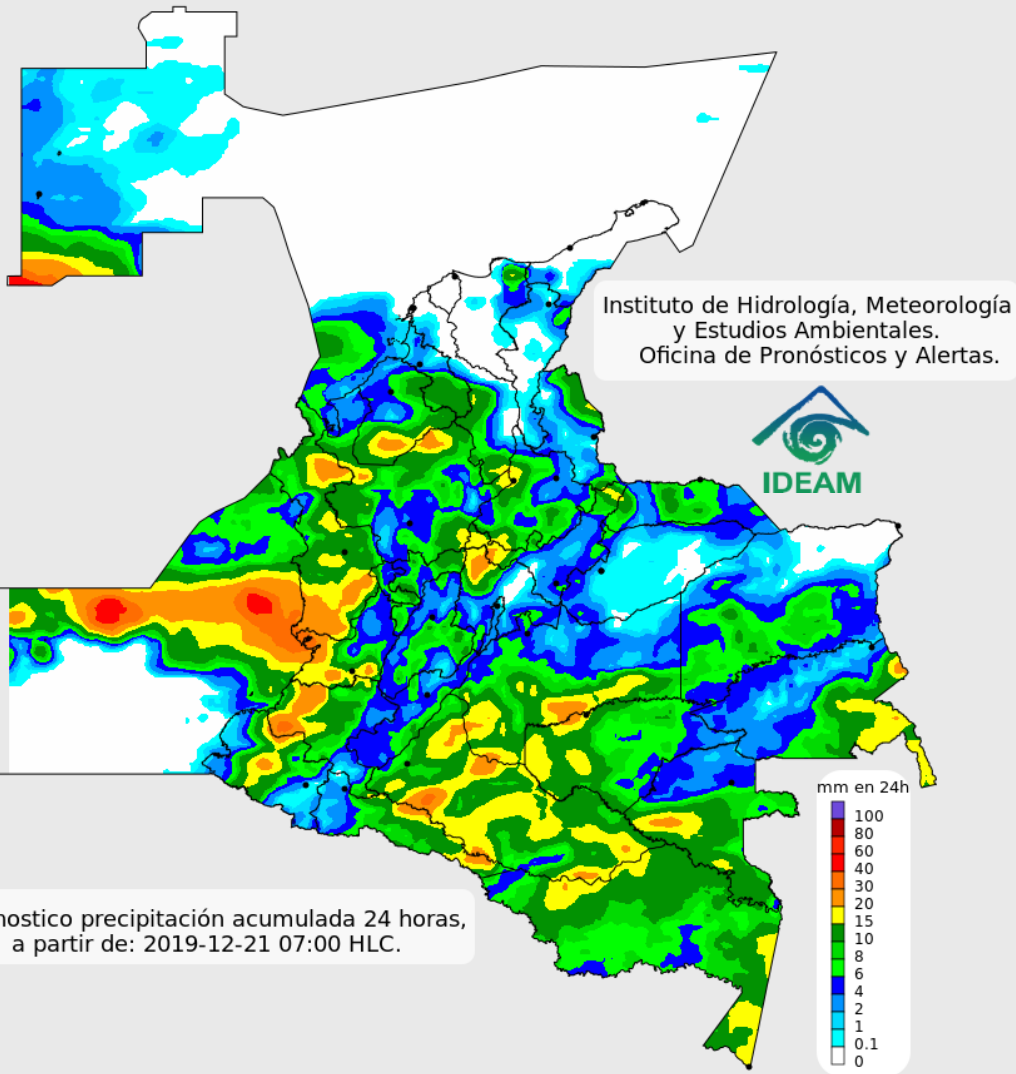 Instituto de Hidrología, Meteorología
y Estudios Ambientales.
Oficina de Pronósticos y Alertas.
IDEAM
mm en 24h
100
80
60
40
30
20
15
10
8
6
4
2
1
0.1
0
nostico precipitación acumulada 24 horas,
a partir de: 2019-12-21 07:00 HLC.